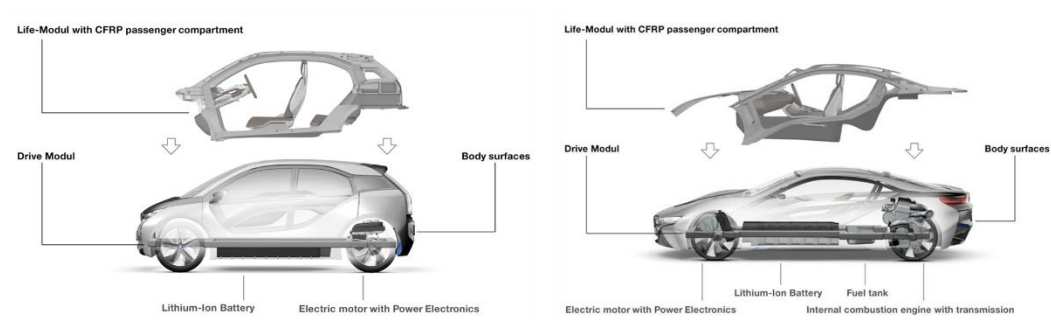 Life-Modul with CFRP passenger compartment
Drive Modul
Body surfaces
Lithium-Ion Battery
Electric motor with Power Electronics
Life-Modul with CFRP passenger compartment
Drive Modul
Body surfaces
Lithium-Ion Battery
Fuel tank
Electric motor with Power Electronics
Internal combustion engine with transmission